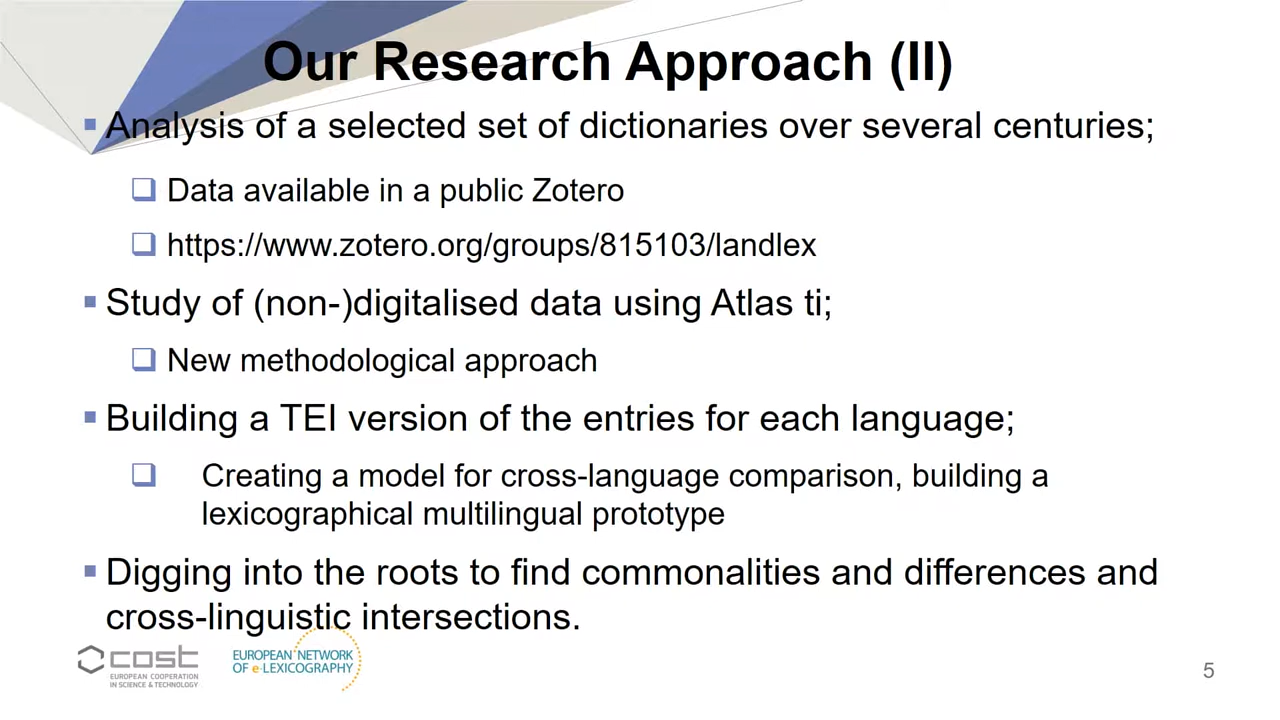 Our Research Approach (II)
Analysis of a selected set of dictionaries over several centuries;
Data available in a public Zotero
https://www.zotero.org/groups/815103/landlex
Study of (non-)digitalised data using Atlas ti;
New methodological approach
Building a TEI version of the entries for each language;
Creating a model for cross-language comparison, building a
lexicographical multilingual prototype
Digging into the roots to find commonalities and differences and
cross-linguistic intersections.
cost
EUROPEAN COOPERATION
IN SCIENCE & TECHNOLOGY
EUROPEAN NETWORK
OF e-LEXICOGRAPHY
5